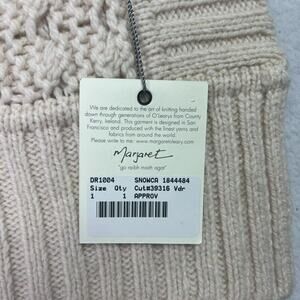 We are dedicated to the art of knitting handed
down through generations of O'Learys from County
Kerry, Ireland. This garment is designed in San
Francisco and produced with the finest yarns and
fabrics from around the world.
Please write to me: www.margaretoleary.com
Margaret
"go raibh maith agat"
DR1004 SNOWCA 1844484
Size Qty Cut#39316 Vdr
1 1 APPROV